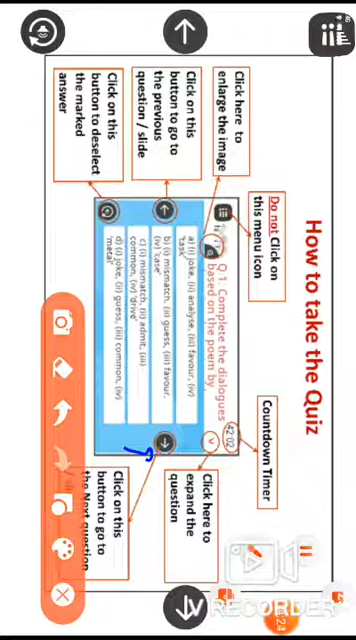 How to take the Quiz
Do not Click on
this menu icon
Countdown Timer
Click here to
enlarge the image
Click here to
expand the
question
Click on this
button to go to
the previous
question / slide
Click on this
button to deselect
the marked
answer
Click on this
button to go to
the Next question
42:02
Q 1. Complete the dialogues
based on the poem by
a) (i) joke, (ii) analyse, (iii) favour, (iv)
'task'
b) (i) mismatch, (ii) guess, (iii) favour,
(iv) 'case'
c) (i) mismatch, (ii) admit, (iii)
common, (iv) 'drive'
d) (i) joke, (ii) guess, (iii) common, (iv)
'metal'
RECORDER